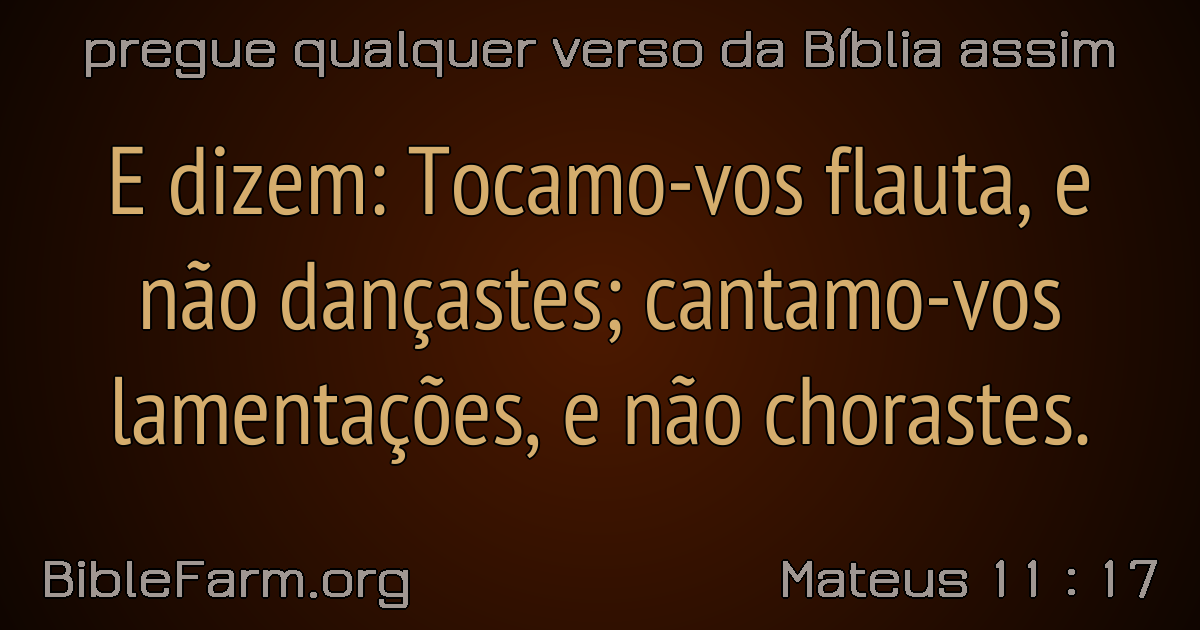 pregue qualquer verso da Bíblia assim
E dizem: Tocamo-vos flauta, e
não dançastes; cantamo-vos
lamentações, e não chorastes.
BibleFarm.org
Mateus 11 : 17